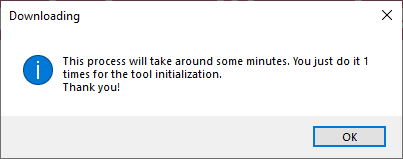 Downloading
This process will take around some minutes. You just do it 1
times for the tool initialization.
Thank you!
OK